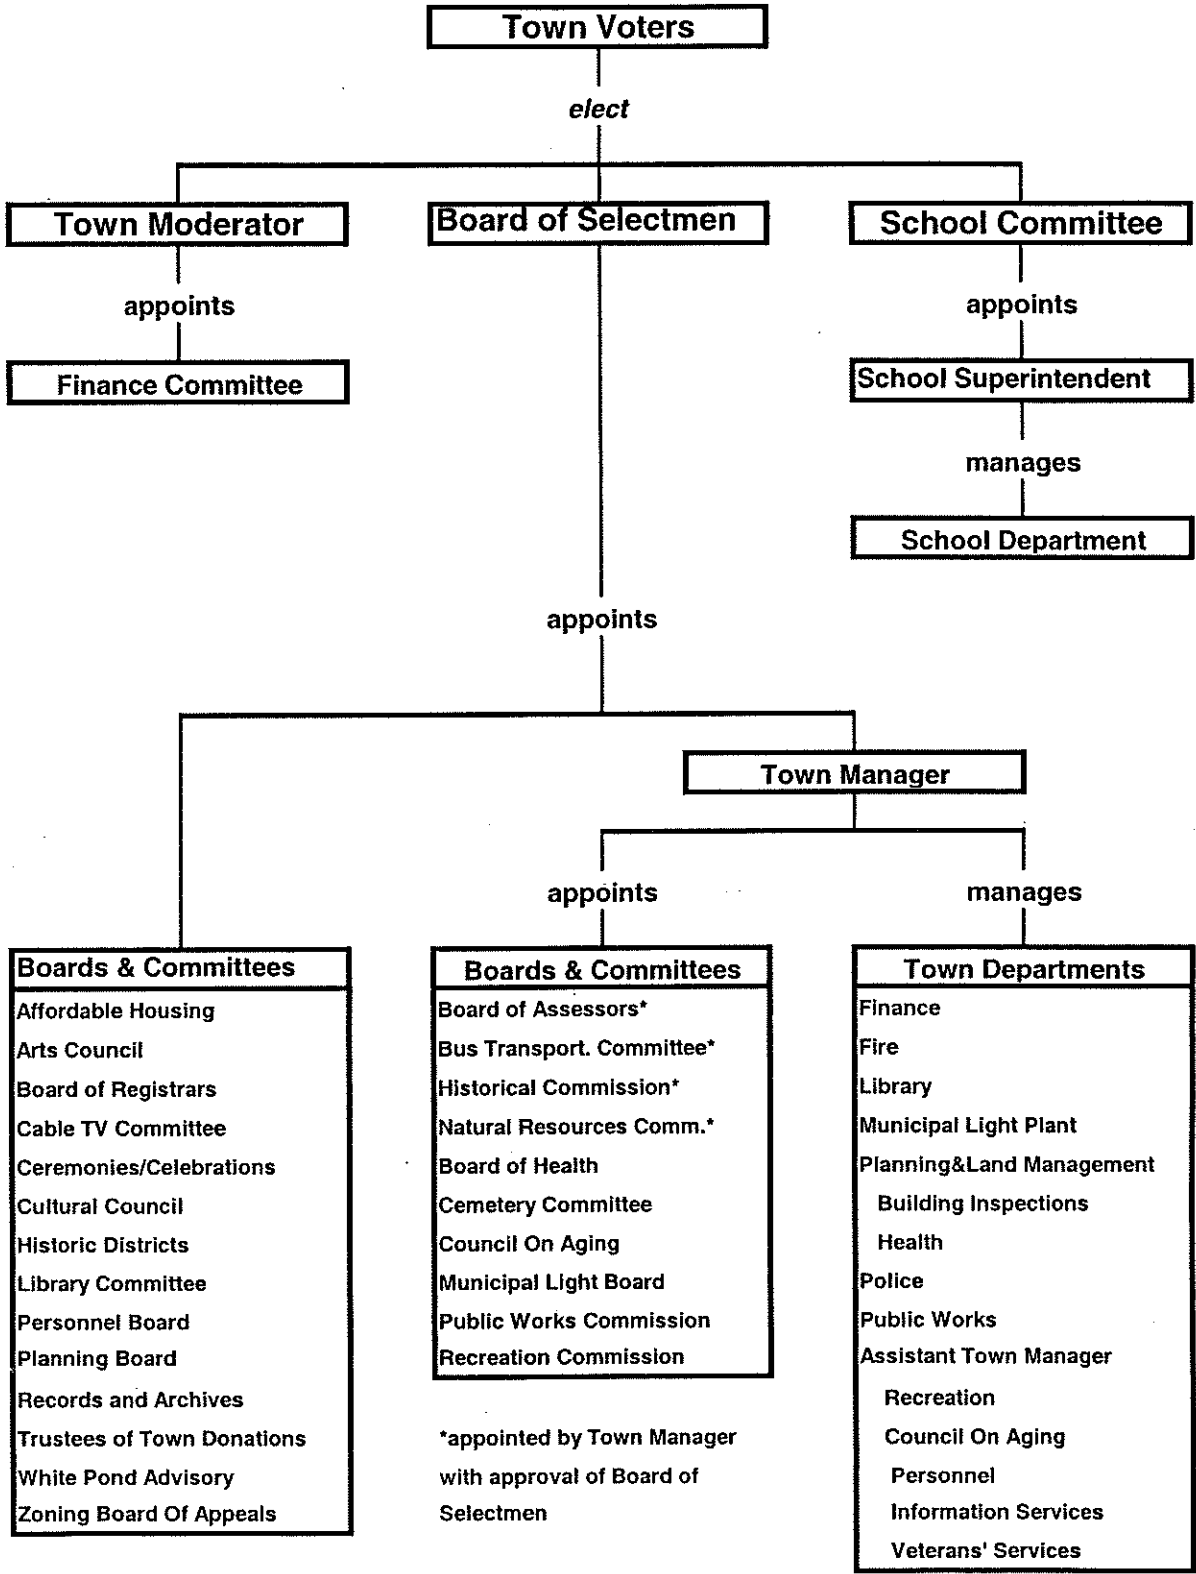 Town Voters
elect
Town Moderator
Board of Selectmen
School Committee
appoints
appoints
Finance Committee
School Superintendent
manages
School Department
appoints
Town Manager
appoints
manages
Boards & Committees
Affordable Housing
Arts Council
Board of Registrars
Cable TV Committee
Ceremonies/Celebrations
Cultural Council
Historic Districts
Library Committee
Personnel Board
Planning Board
Records and Archives
Trustees of Town Donations
White Pond Advisory
Zoning Board Of Appeals
Boards & Committees
Board of Assessors*
Bus Transport. Committee*
Historical Commission*
Natural Resources Comm.*
Board of Health
Cemetery Committee
Council On Aging
Municipal Light Board
Public Works Commission
Recreation Commission
*appointed by Town Manager
with approval of Board of
Selectmen
Town Departments
Finance
Fire
Library
Municipal Light Plant
Planning&Land Management
Building Inspections
Health
Police
Public Works
Assistant Town Manager
Recreation
Council On Aging
Personnel
Information Services
Veterans' Services